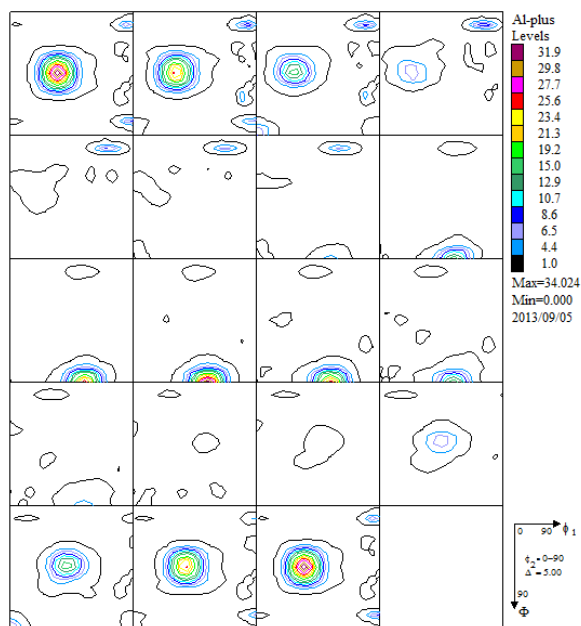 Al-plus
Levels
31.9
29.8
27.7
25.6
23.4
21.3
19.2
15.0
12.9
10.7
8.6
6.5
4.4
1.0
Max=34.024
Min=0.000
2013/09/05
0 90 ϕ1
ϕ2=0-90
Δ=5.00
90
Φ